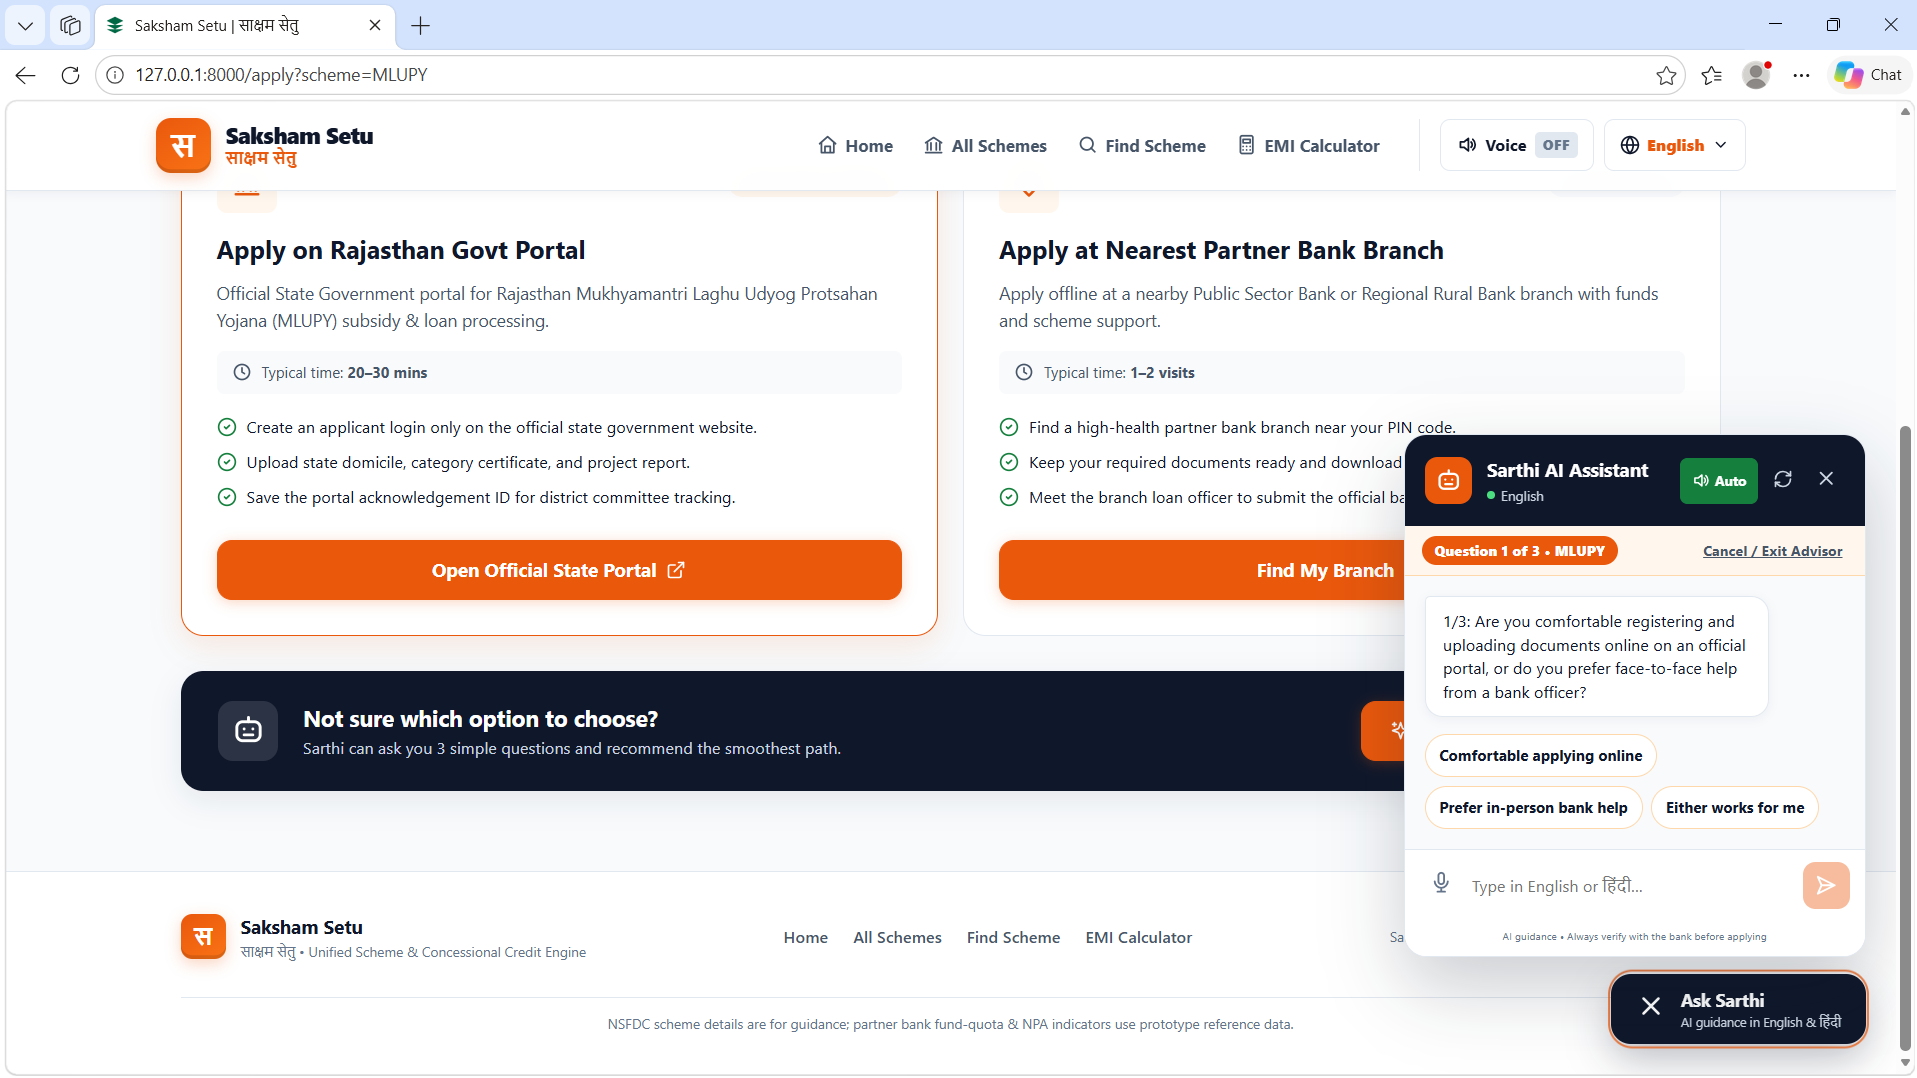 Saksham Setu | साक्षम सेतु
127.0.0.1:8000/apply?scheme=MLUPY
Chat
स
Saksham Setu
साक्षम सेतु
Home
All Schemes
Find Scheme
EMI Calculator
Voice OFF
English
Apply on Rajasthan Govt Portal
Official State Government portal for Rajasthan Mukhyamantri Laghu Udyog Protsahan
Yojana (MLUPY) subsidy & loan processing.
Typical time: 20–30 mins
Create an applicant login only on the official state government website.
Upload state domicile, category certificate, and project report.
Save the portal acknowledgement ID for district committee tracking.
Open Official State Portal
Apply at Nearest Partner Bank Branch
Apply offline at a nearby Public Sector Bank or Regional Rural Bank branch with funds
and scheme support.
Typical time: 1–2 visits
Find a high-health partner bank branch near your PIN code.
Keep your required documents ready and download
Meet the branch loan officer to submit the official ba
Find My Branch
Not sure which option to choose?
Sarthi can ask you 3 simple questions and recommend the smoothest path.
Sarthi AI Assistant
English
Auto
Question 1 of 3 • MLUPY
Cancel / Exit Advisor
1/3: Are you comfortable registering and
uploading documents online on an official
portal, or do you prefer face-to-face help
from a bank officer?
Comfortable applying online
Prefer in-person bank help
Either works for me
Type in English or हिंदी...
AI guidance • Always verify with the bank before applying
स
Saksham Setu
साक्षम सेतु • Unified Scheme & Concessional Credit Engine
Home
All Schemes
Find Scheme
EMI Calculator
Sa
NSFDC scheme details are for guidance; partner bank fund-quota & NPA indicators use prototype reference data.
Ask Sarthi
AI guidance in English & हिंदी